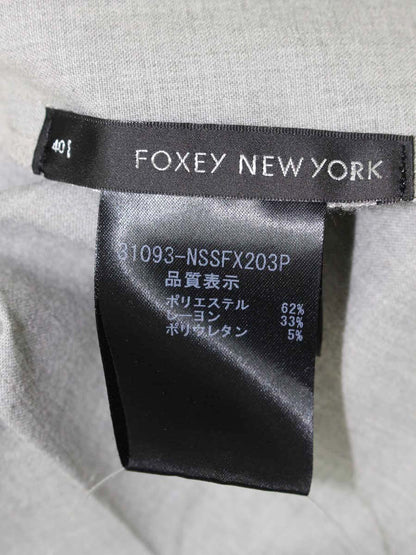 40
FOXEY NEW YORK
31093-NSSFX203P
品質表示
ポリエステル 62%
レーヨン 33%
ポリウレタン 5%